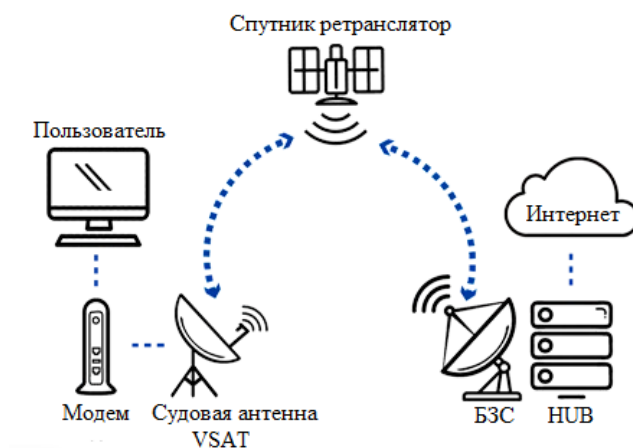 Спутник ретранслятор
Пользователь
Интернет
Модем
Судовая антенна
VSAT
БЗС
HUB